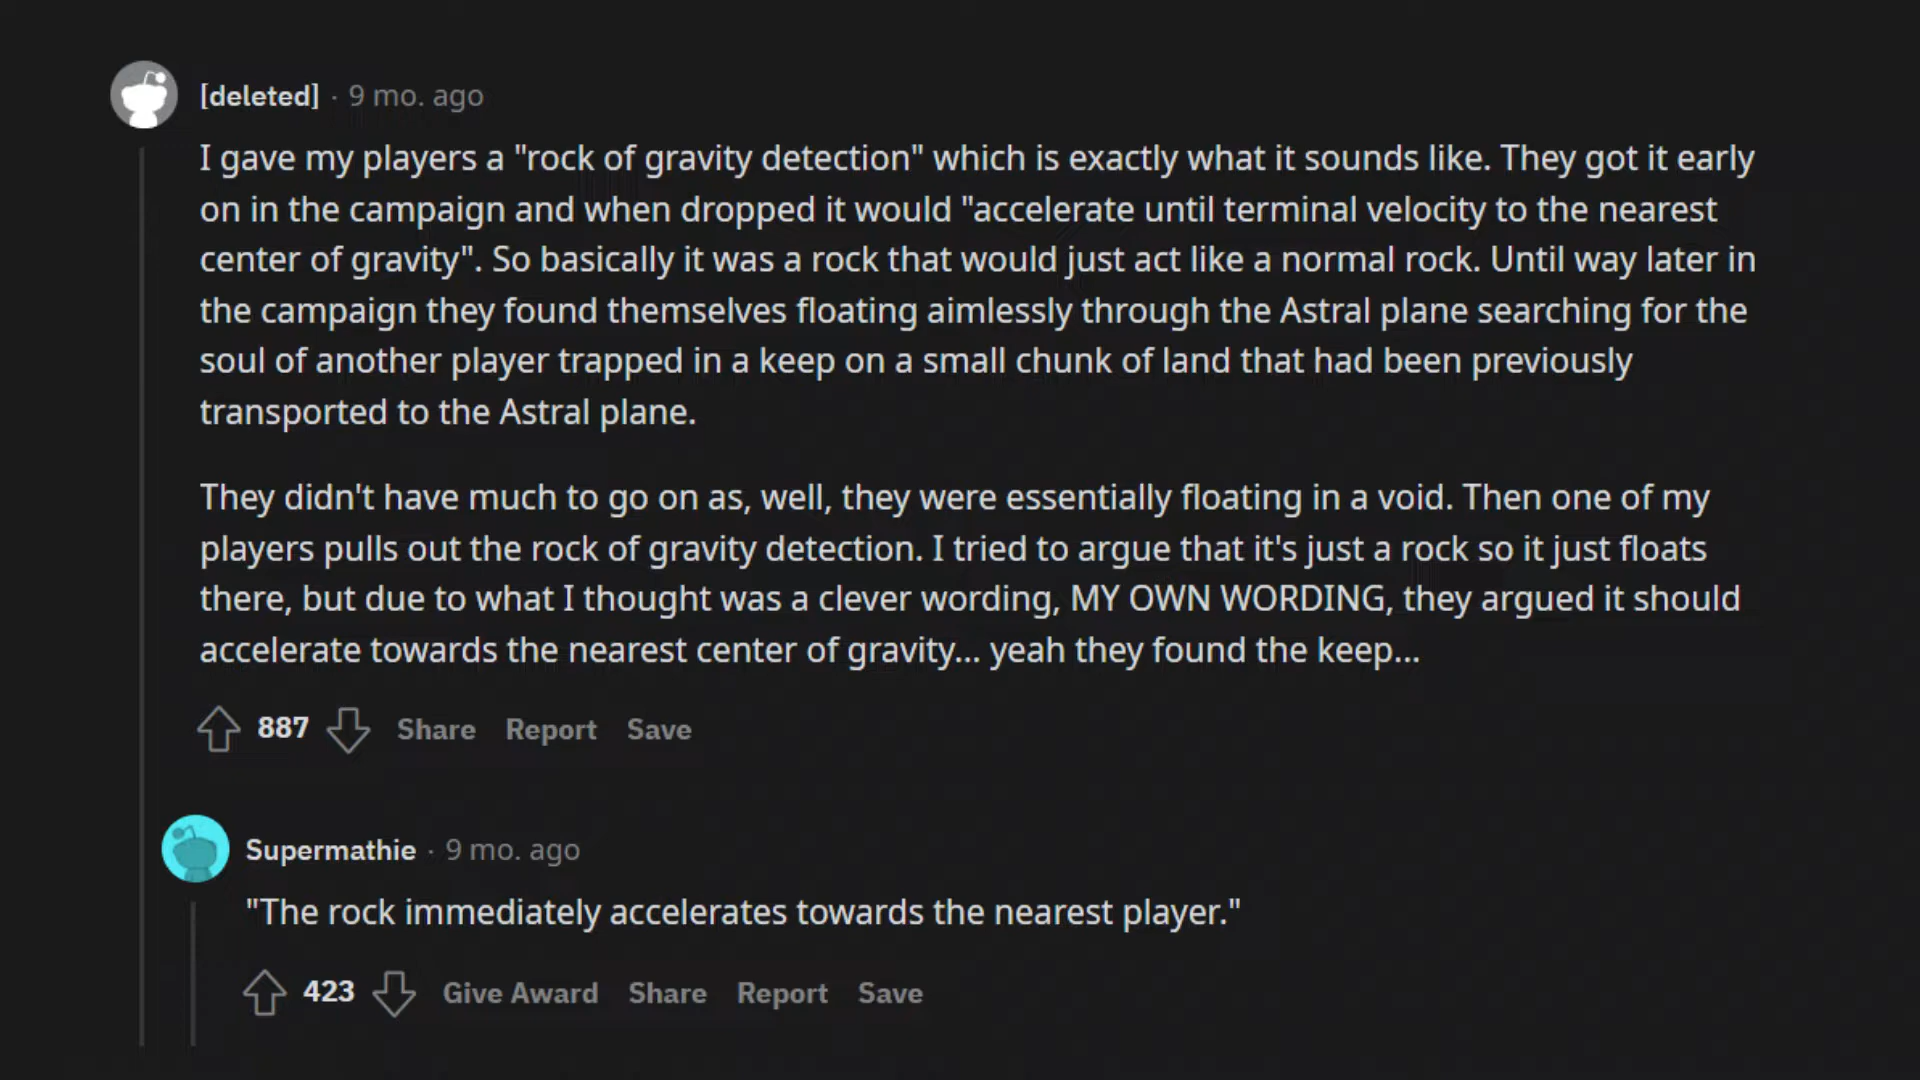 [deleted] · 9 mo. ago
I gave my players a "rock of gravity detection" which is exactly what it sounds like. They got it early
on in the campaign and when dropped it would "accelerate until terminal velocity to the nearest
center of gravity". So basically it was a rock that would just act like a normal rock. Until way later in
the campaign they found themselves floating aimlessly through the Astral plane searching for the
soul of another player trapped in a keep on a small chunk of land that had been previously
transported to the Astral plane.
They didn't have much to go on as, well, they were essentially floating in a void. Then one of my
players pulls out the rock of gravity detection. I tried to argue that it's just a rock so it just floats
there, but due to what I thought was a clever wording, MY OWN WORDING, they argued it should
accelerate towards the nearest center of gravity... yeah they found the keep...
887 Share Report Save
Supermathie · 9 mo. ago
"The rock immediately accelerates towards the nearest player."
423 Give Award Share Report Save